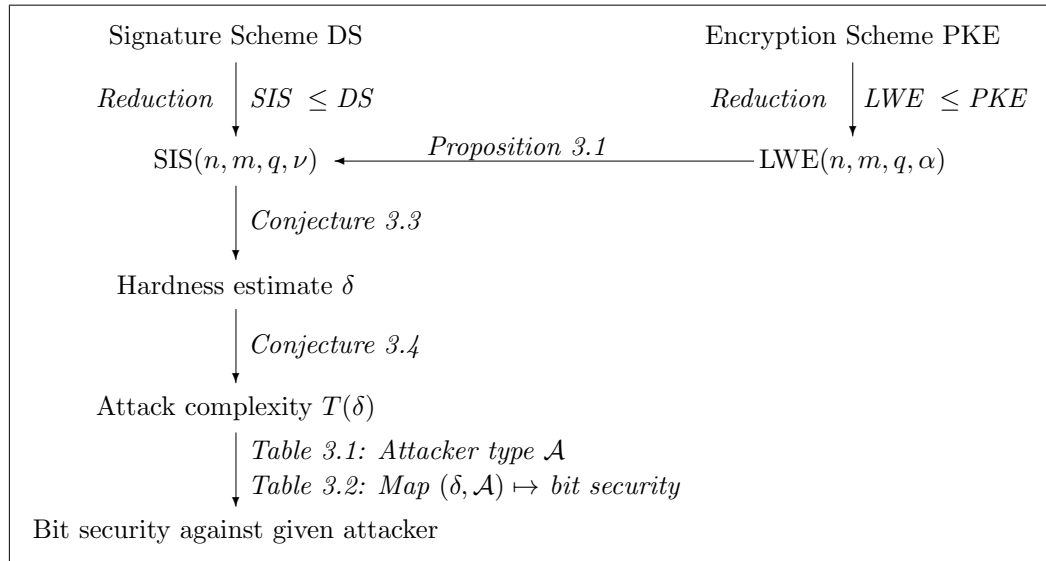 Signature Scheme DS
Encryption Scheme PKE
Reduction SIS ≤ DS
Reduction LWE ≤ PKE
SIS(n, m, q, ν)
Proposition 3.1
LWE(n, m, q, α)
Conjecture 3.3
Hardness estimate δ
Conjecture 3.4
Attack complexity T(δ)
Table 3.1: Attacker type 𝒜
Table 3.2: Map (δ, 𝒜) ↦ bit security
Bit security against given attacker